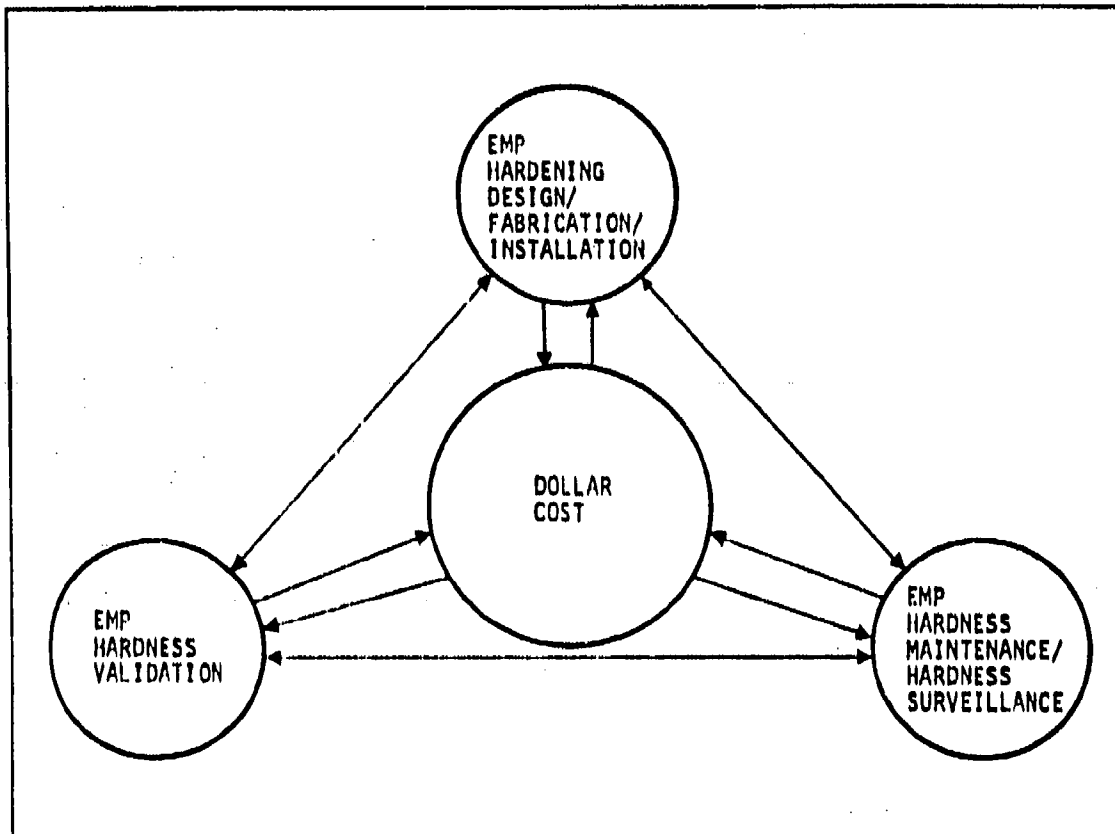 EMP
HARDENING
DESIGN/
FABRICATION/
INSTALLATION
DOLLAR
COST
EMP
HARDNESS
VALIDATION
EMP
HARDNESS
MAINTENANCE/
HARDNESS
SURVEILLANCE